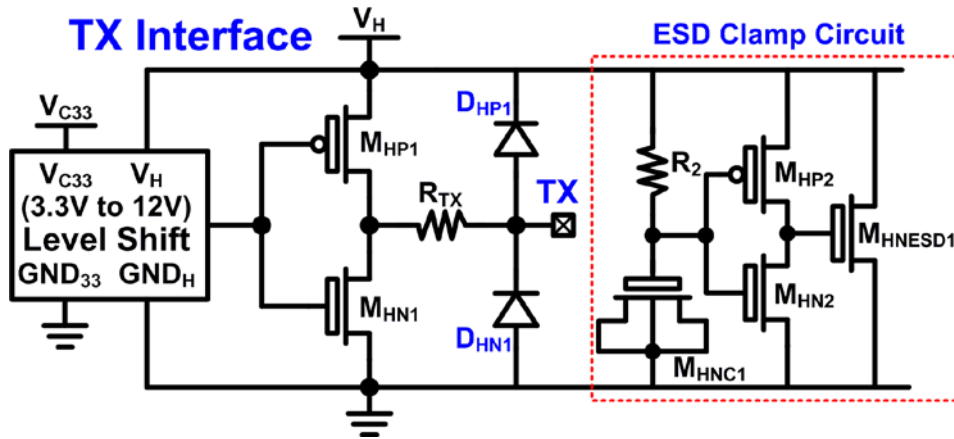 TX Interface
V_H
ESD Clamp Circuit
V_C33
D_HP1
V_C33 V_H
(3.3V to 12V)
Level Shift
GND_33 GND_H
M_HP1
R_TX
TX
R_2
M_HP2
M_HNESD1
M_HN1
M_HN2
D_HN1
M_HNC1